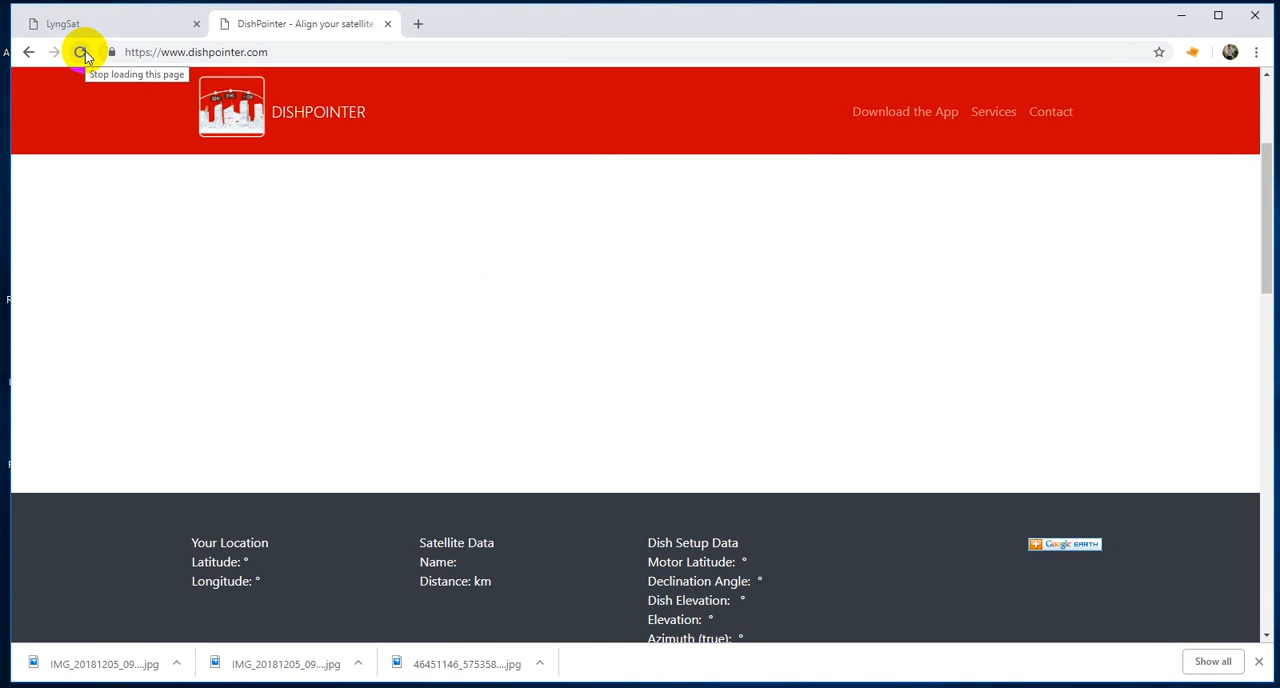 LyngSat
DishPointer - Align your satellite
https://www.dishpointer.com
Stop loading this page
DISHPOINTER
Download the App
Services
Contact
Your Location
Latitude: °
Longitude: °
Satellite Data
Name:
Distance: km
Dish Setup Data
Motor Latitude: °
Declination Angle: °
Dish Elevation: °
Elevation: °
Azimuth (true): °
Google EARTH
IMG_20181205_09....jpg
IMG_20181205_09....jpg
46451146_575358....jpg
Show all